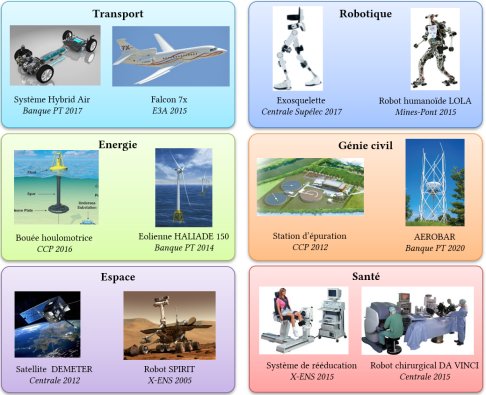 Transport
Système Hybrid Air
Banque PT 2017
Falcon 7x
E3A 2015
Robotique
Exosquelette
Centrale Supélec 2017
Robot humanoïde LOLA
Mines-Pont 2015
Energie
Float
Spar
Heave Plate
Undersea
Substation
Bouée houlomotrice
CCP 2016
Eolienne HALIADE 150
Banque PT 2014
Génie civil
Station d'épuration
CCP 2012
AEROBAR
Banque PT 2020
Espace
Satellite DEMETER
Centrale 2012
Robot SPIRIT
X-ENS 2005
Santé
Système de rééducation
X-ENS 2015
Robot chirurgical DA VINCI
Centrale 2015